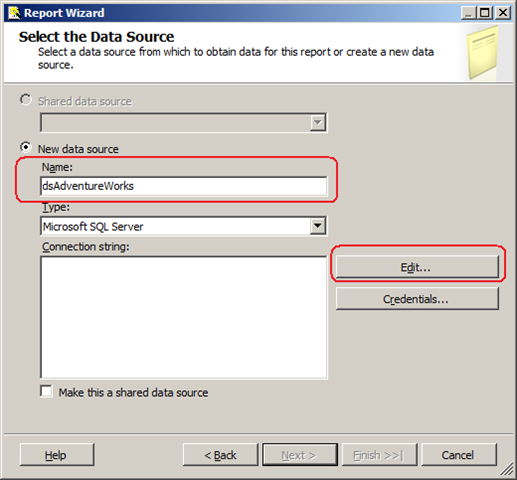 Report Wizard
Select the Data Source
Select a data source from which to obtain data for this report or create a new data
source.
Shared data source
New data source
Name:
dsAdventureWorks
Type:
Microsoft SQL Server
Connection string:
Edit...
Credentials...
Make this a shared data source
Help
< Back
Next >
Finish >>|
Cancel